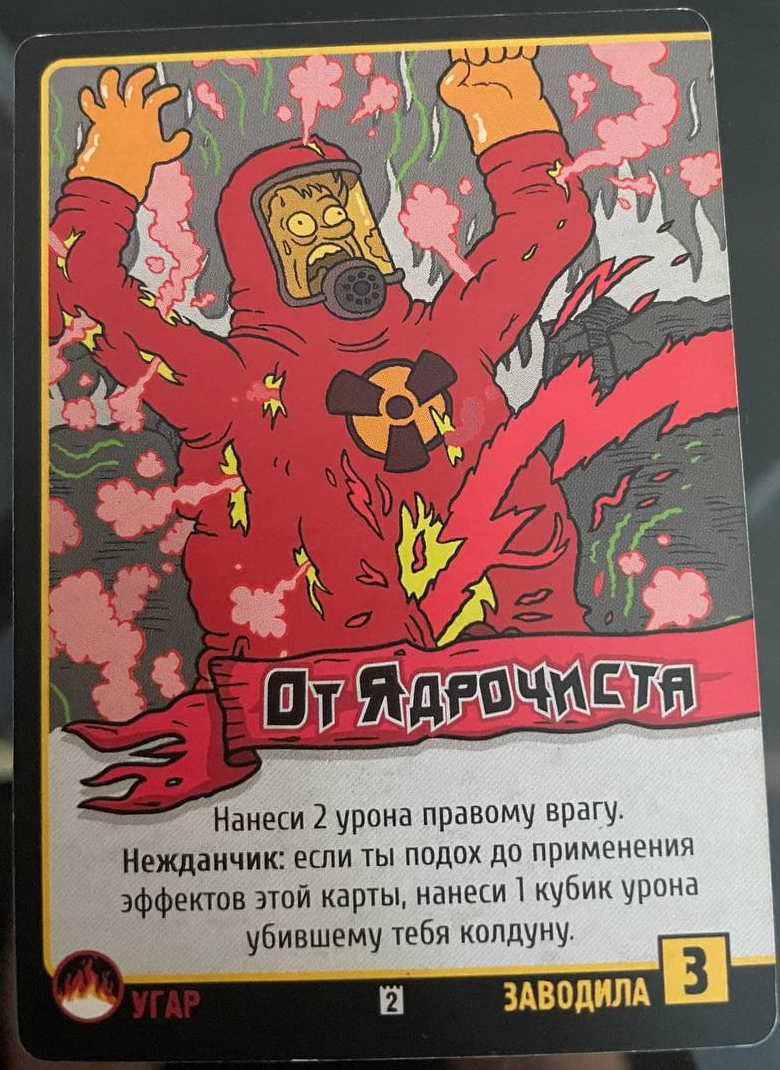 От Ядрочиста
Нанеси 2 урона правому врагу.
Нежданчик: если ты подох до применения
эффектов этой карты, нанеси 1 кубик урона
убившему тебя колдуну.
УГАР 2 ЗАВОДИЛА 3